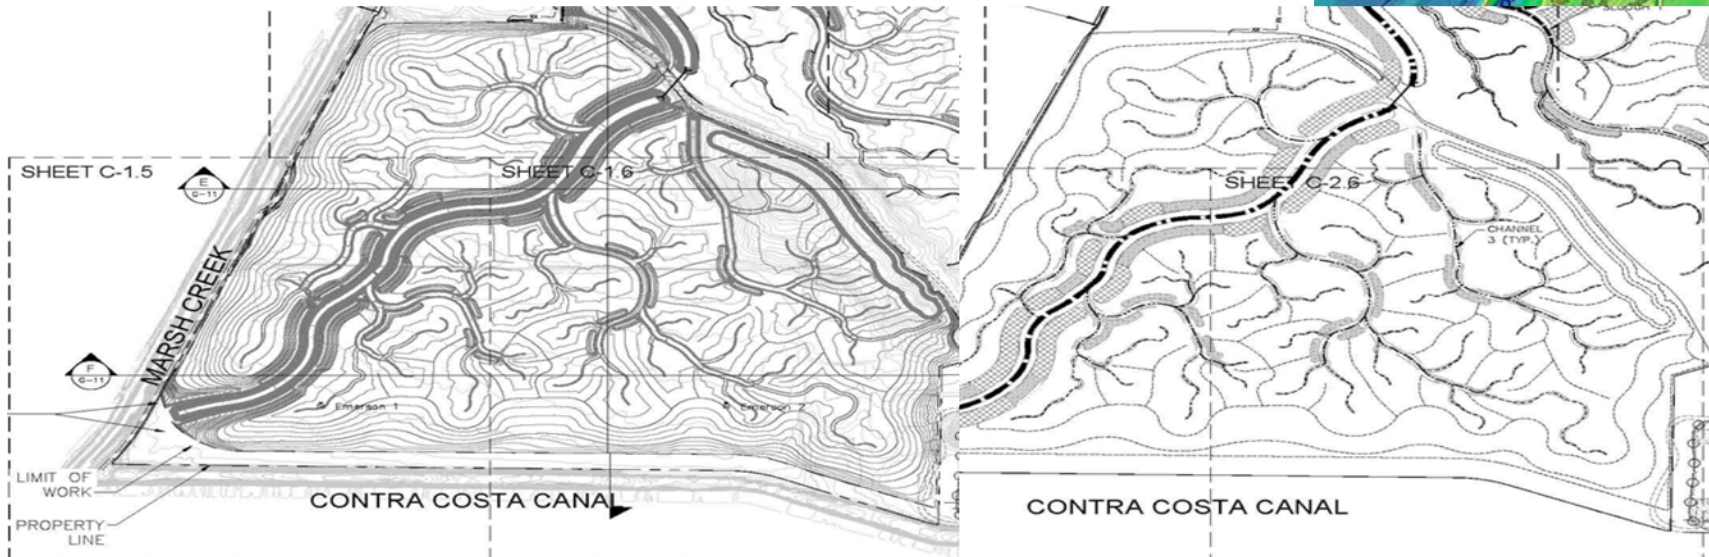 SLOUGH
SHEET C-1.5
SHEET C-1.6
E
G-11
SHEET C-2.6
CHANNEL
3 (TYP.)
MARSH CREEK
F
G-11
Emerson 1
Emerson 2
LIMIT OF
WORK
PROPERTY
LINE
CONTRA COSTA CANAL
CONTRA COSTA CANAL